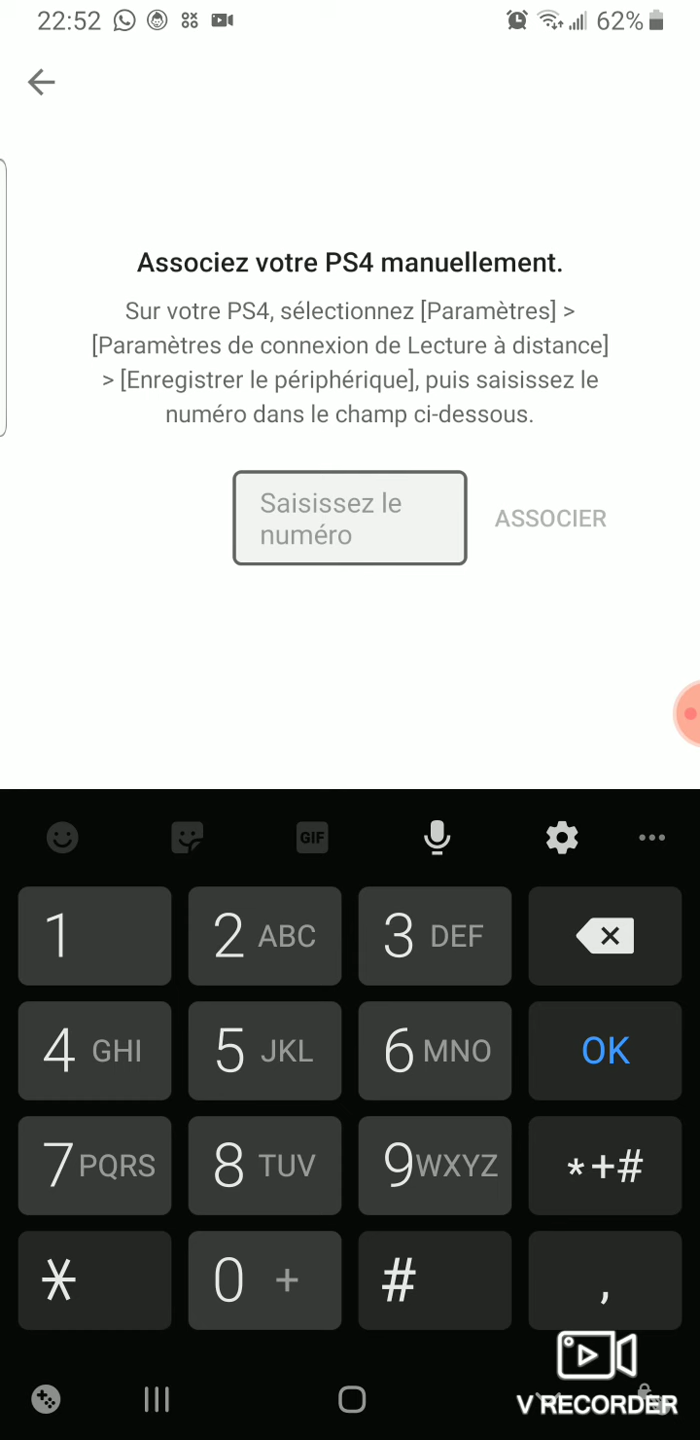 22:52
62%
Associez votre PS4 manuellement.
Sur votre PS4, sélectionnez [Paramètres] >
[Paramètres de connexion de Lecture à distance]
> [Enregistrer le périphérique], puis saisissez le
numéro dans le champ ci-dessous.
Saisissez le
numéro
ASSOCIER
GIF
1
2 ABC
3 DEF
4 GHI
5 JKL
6 MNO
OK
7 PQRS
8 TUV
9 WXYZ
*+#
*
0 +
#
,
V RECORDER